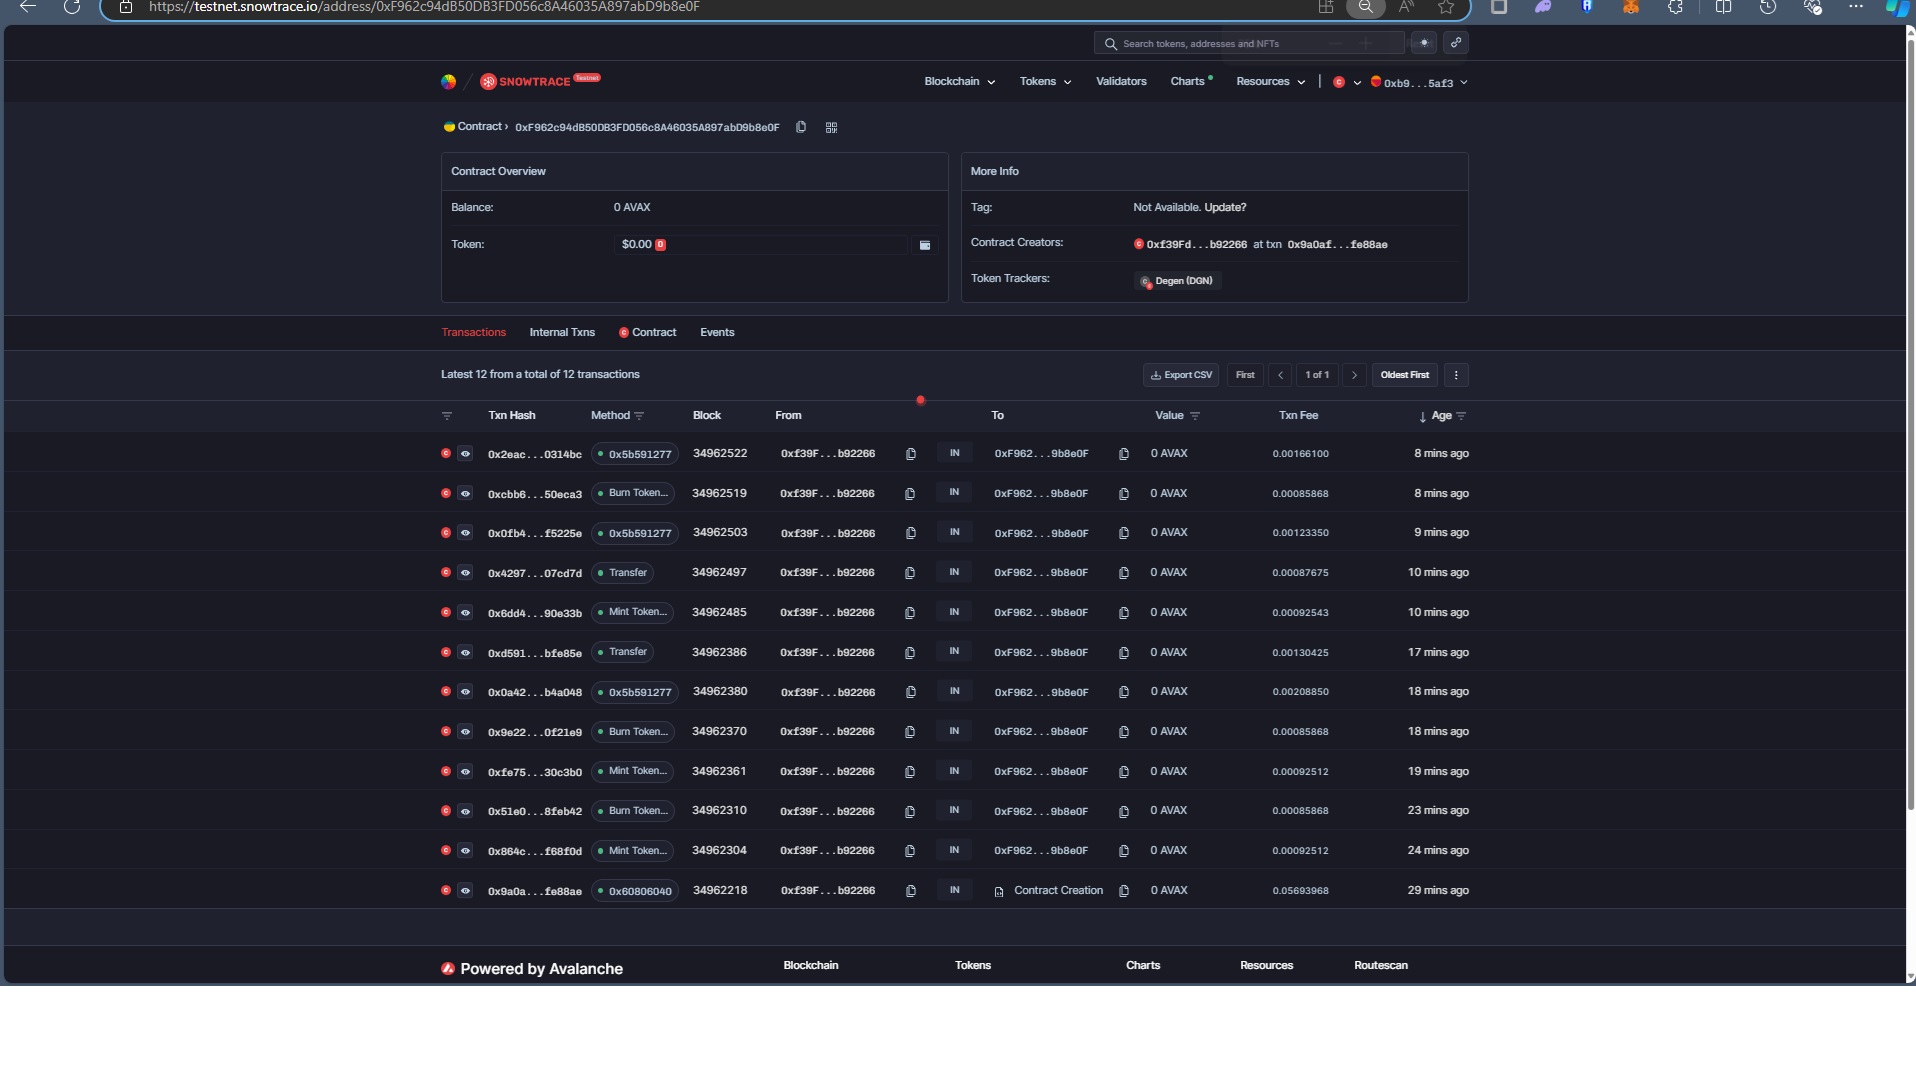 https://testnet.snowtrace.io/address/0xF962c94dB50DB3FD056c8A46035A897abD9b8e0F
Search tokens, addresses and NFTs
SNOWTRACE Testnet
Blockchain Tokens Validators Charts Resources | 0xb9...5af3
Contract › 0xF962c94dB50DB3FD056c8A46035A897abD9b8e0F
Contract Overview
Balance: 0 AVAX
Token: $0.00 0
More Info
Tag: Not Available. Update?
Contract Creators: 0xf39Fd...b92266 at txn 0x9a0af...fe88ae
Token Trackers: Degen (DGN)
Transactions Internal Txns Contract Events
Latest 12 from a total of 12 transactions
Export CSV First 1 of 1 Oldest First
Txn Hash Method Block From To Value Txn Fee Age
0x2eac...0314bc 0x5b591277 34962522 0xf39F...b92266 IN 0xF962...9b8e0F 0 AVAX 0.00166100 8 mins ago
0xcbb6...50eca3 Burn Token... 34962519 0xf39F...b92266 IN 0xF962...9b8e0F 0 AVAX 0.00085868 8 mins ago
0x0fb4...f5225e 0x5b591277 34962503 0xf39F...b92266 IN 0xF962...9b8e0F 0 AVAX 0.00123350 9 mins ago
0x4297...07cd7d Transfer 34962497 0xf39F...b92266 IN 0xF962...9b8e0F 0 AVAX 0.00087675 10 mins ago
0x6dd4...90e33b Mint Token... 34962485 0xf39F...b92266 IN 0xF962...9b8e0F 0 AVAX 0.00092543 10 mins ago
0xd591...bfe85e Transfer 34962386 0xf39F...b92266 IN 0xF962...9b8e0F 0 AVAX 0.00130425 17 mins ago
0x0a42...b4a048 0x5b591277 34962380 0xf39F...b92266 IN 0xF962...9b8e0F 0 AVAX 0.00208850 18 mins ago
0x9e22...0f21e9 Burn Token... 34962370 0xf39F...b92266 IN 0xF962...9b8e0F 0 AVAX 0.00085868 18 mins ago
0xfe75...30c3b0 Mint Token... 34962361 0xf39F...b92266 IN 0xF962...9b8e0F 0 AVAX 0.00092512 19 mins ago
0x51e0...8feb42 Burn Token... 34962310 0xf39F...b92266 IN 0xF962...9b8e0F 0 AVAX 0.00085868 23 mins ago
0x864c...f68f0d Mint Token... 34962304 0xf39F...b92266 IN 0xF962...9b8e0F 0 AVAX 0.00092512 24 mins ago
0x9a0a...fe88ae 0x60806040 34962218 0xf39F...b92266 IN Contract Creation 0 AVAX 0.05693968 29 mins ago
Powered by Avalanche Blockchain Tokens Charts Resources Routescan